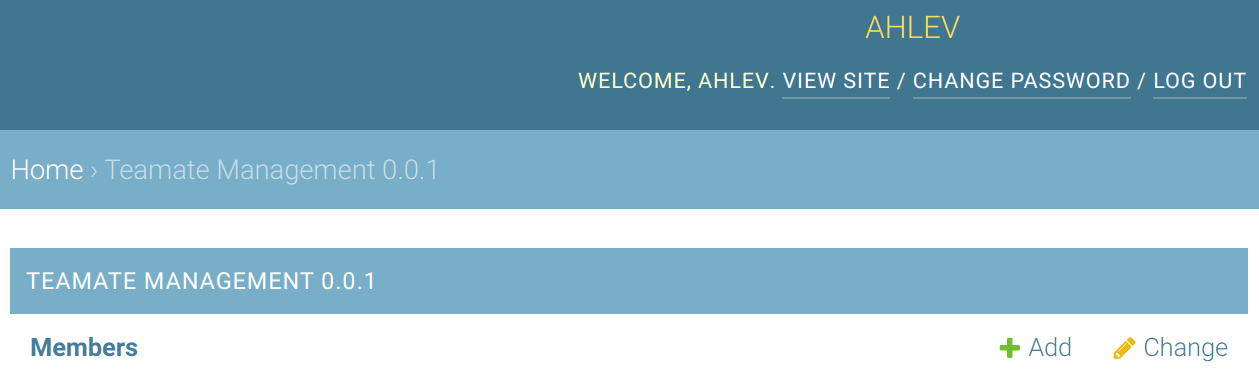 AHLEV
WELCOME, AHLEV. VIEW SITE / CHANGE PASSWORD / LOG OUT
Home › Teamate Management 0.0.1
TEAMATE MANAGEMENT 0.0.1
Members Add Change